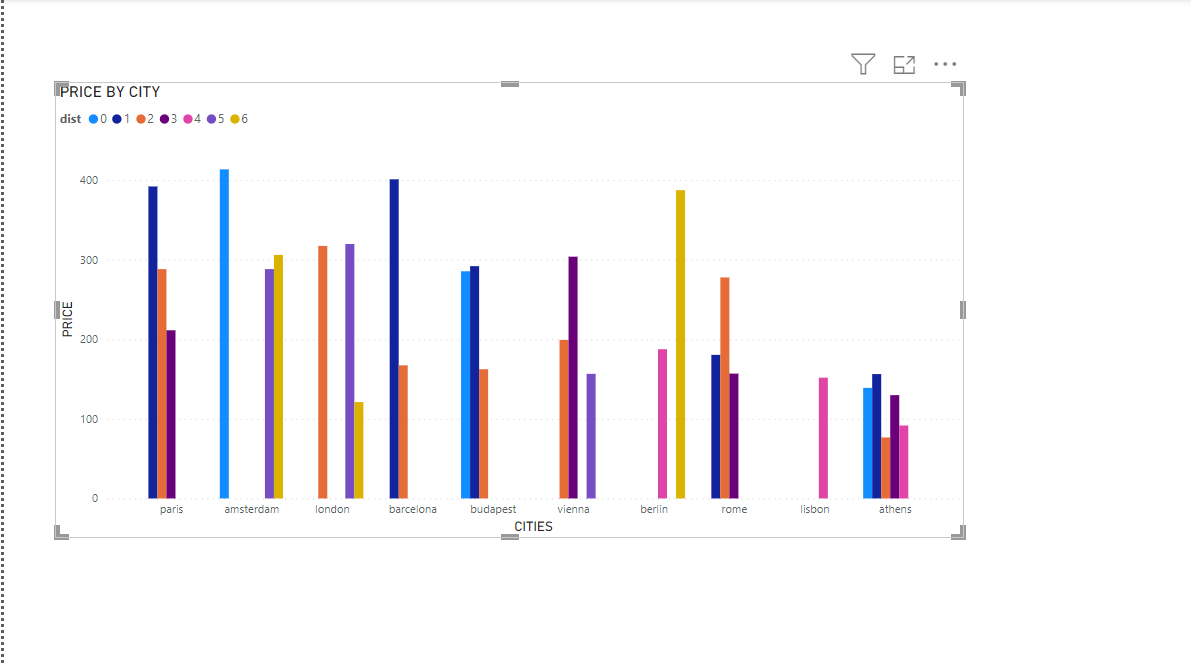 PRICE BY CITY
dist 0 1 2 3 4 5 6
400
300
200
100
0
PRICE
paris amsterdam london barcelona budapest vienna berlin rome lisbon athens
CITIES